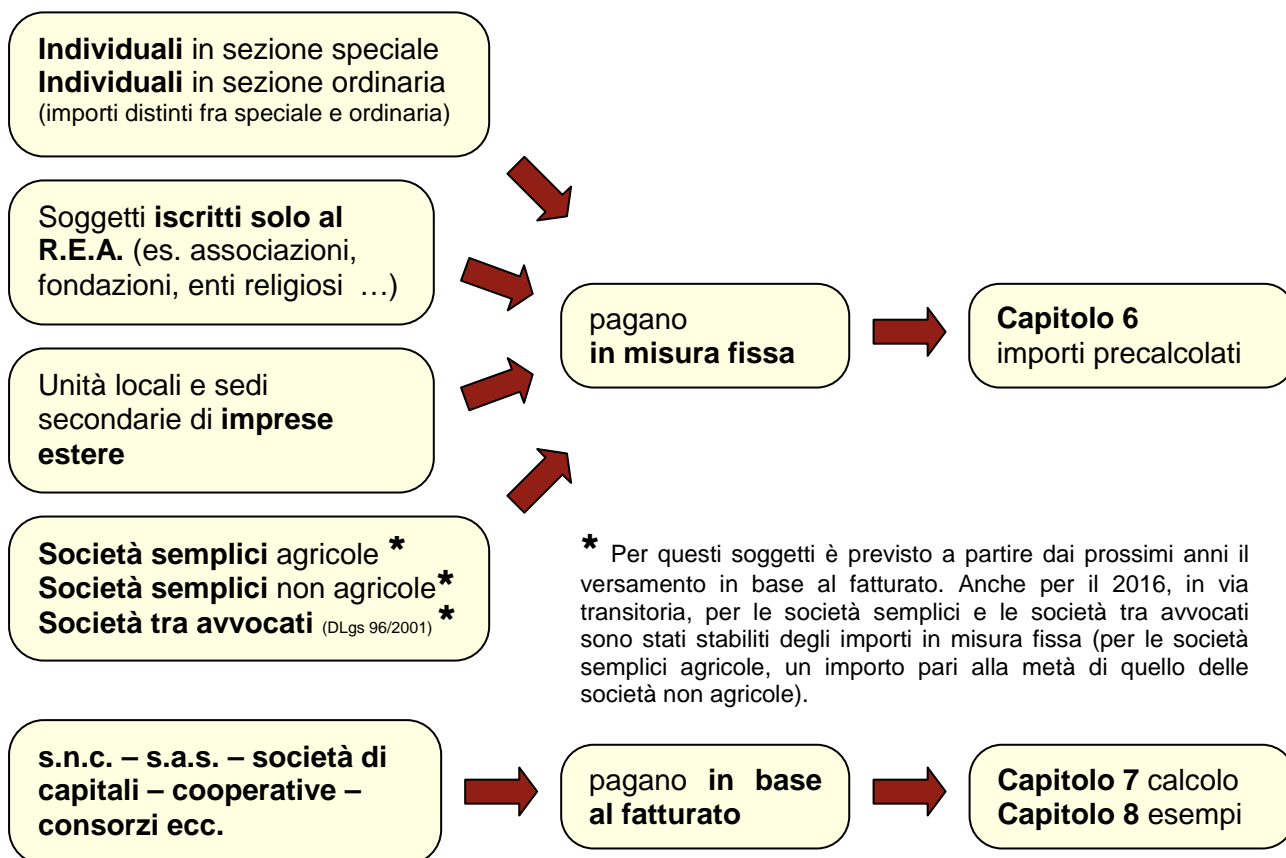 Individuali in sezione speciale
Individuali in sezione ordinaria
(importi distinti fra speciale e ordinaria)
Soggetti iscritti solo al
R.E.A. (es. associazioni,
fondazioni, enti religiosi …)
Unità locali e sedi
secondarie di imprese
estere
Società semplici agricole *
Società semplici non agricole*
Società tra avvocati (DLgs 96/2001) *
pagano
in misura fissa
Capitolo 6
importi precalcolati
* Per questi soggetti è previsto a partire dai prossimi anni il
versamento in base al fatturato. Anche per il 2016, in via
transitoria, per le società semplici e le società tra avvocati
sono stati stabiliti degli importi in misura fissa (per le società
semplici agricole, un importo pari alla metà di quello delle
società non agricole).
s.n.c. – s.a.s. – società di
capitali – cooperative –
consorzi ecc.
pagano in base
al fatturato
Capitolo 7 calcolo
Capitolo 8 esempi